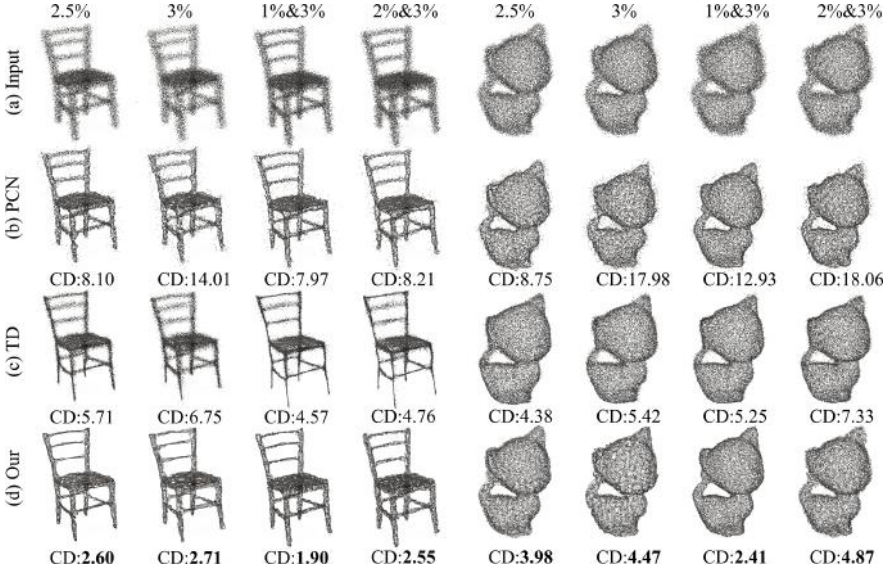 2.5% 3% 1%&3% 2%&3% 2.5% 3% 1%&3% 2%&3%
(a) Input
(b) PCN
CD:8.10 CD:14.01 CD:7.97 CD:8.21 CD:8.75 CD:17.98 CD:12.93 CD:18.06
(c) TD
CD:5.71 CD:6.75 CD:4.57 CD:4.76 CD:4.38 CD:5.42 CD:5.25 CD:7.33
(d) Our
CD:2.60 CD:2.71 CD:1.90 CD:2.55 CD:3.98 CD:4.47 CD:2.41 CD:4.87